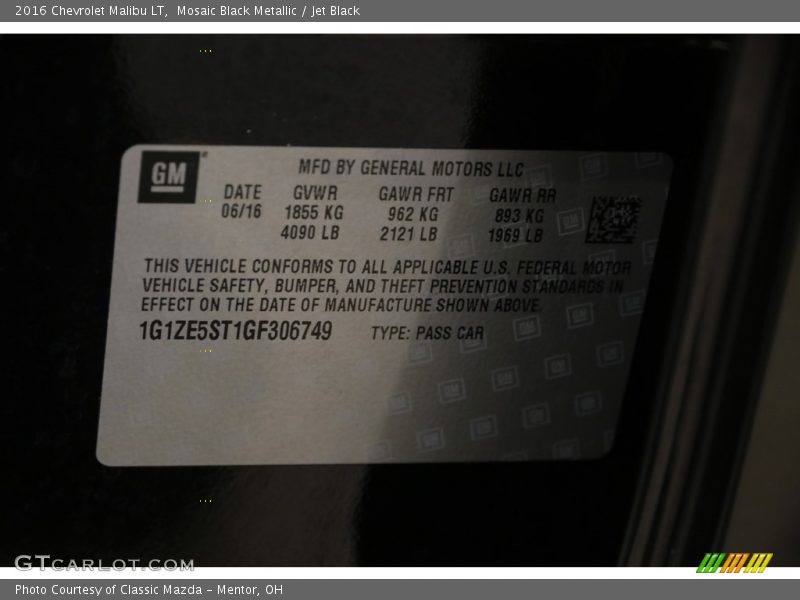 2016 Chevrolet Malibu LT,  Mosaic Black Metallic / Jet Black
GM
MFD BY GENERAL MOTORS LLC
DATE GVWR GAWR FRT GAWR RR
06/16 1855 KG 962 KG 893 KG
4090 LB 2121 LB 1969 LB
THIS VEHICLE CONFORMS TO ALL APPLICABLE U.S. FEDERAL MOTOR
VEHICLE SAFETY, BUMPER, AND THEFT PREVENTION STANDARDS IN
EFFECT ON THE DATE OF MANUFACTURE SHOWN ABOVE.
1G1ZE5ST1GF306749 TYPE: PASS CAR
GTCARLOT.COM
Photo Courtesy of Classic Mazda - Mentor, OH